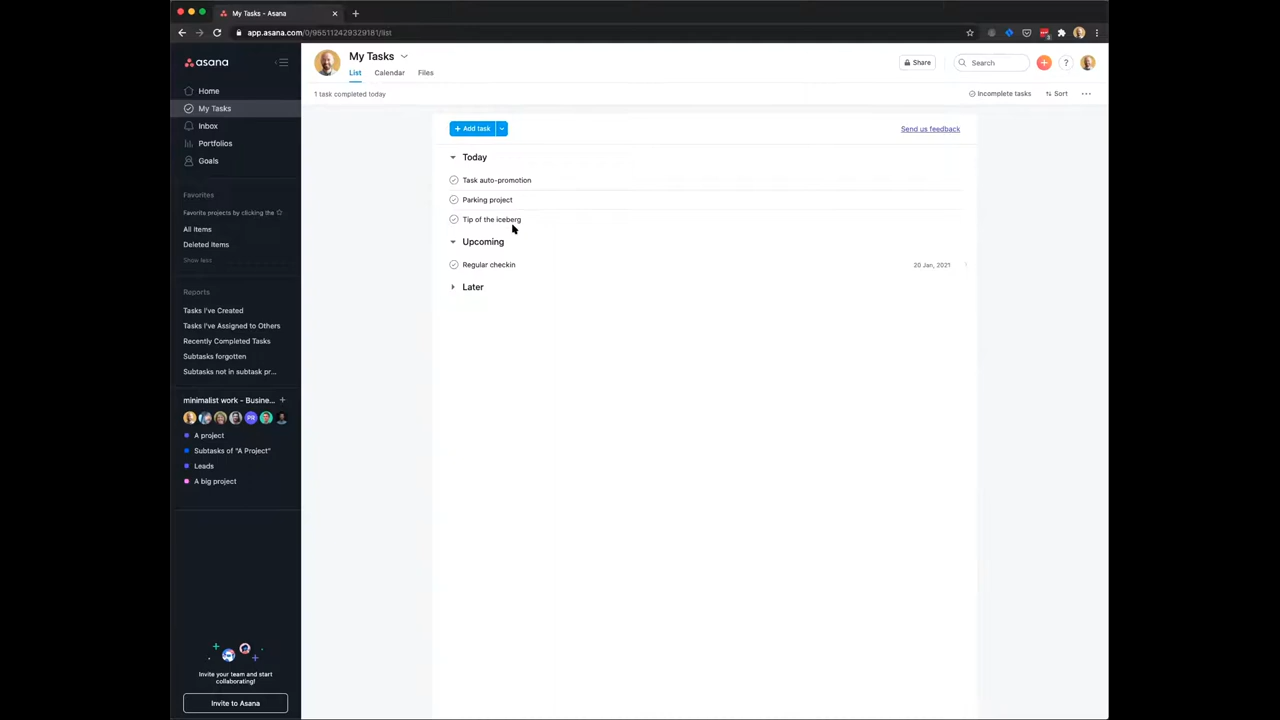 My Tasks - Asana
app.asana.com/0/955112429329181/list
asana
Home
My Tasks
Inbox
Portfolios
Goals
Favorites
Favorite projects by clicking the
All Items
Deleted Items
Show less
Reports
Tasks I've Created
Tasks I've Assigned to Others
Recently Completed Tasks
Subtasks forgotten
Subtasks not in subtask pr...
minimalist work - Busine...
PR
A project
Subtasks of "A Project"
Leads
A big project
Invite your team and start
collaborating!
Invite to Asana
My Tasks
List Calendar Files
Share
Search
?
1 task completed today
Incomplete tasks
Sort
+ Add task
Send us feedback
Today
Task auto-promotion
Parking project
Tip of the iceberg
Upcoming
Regular checkin
20 Jan, 2021
Later